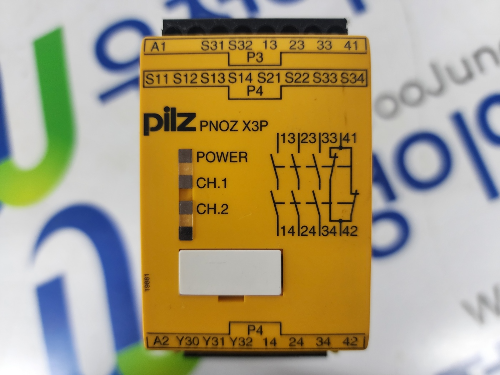 A1 S31 S32 13 23 33 41
P3
S11 S12 S13 S14 S21 S22 S33 S34
P4
pilz PNOZ X3P
POWER
CH.1
CH.2
13 23 33 41
14 24 34 42
P4
A2 Y30 Y31 Y32 14 24 34 42
ooJung
www